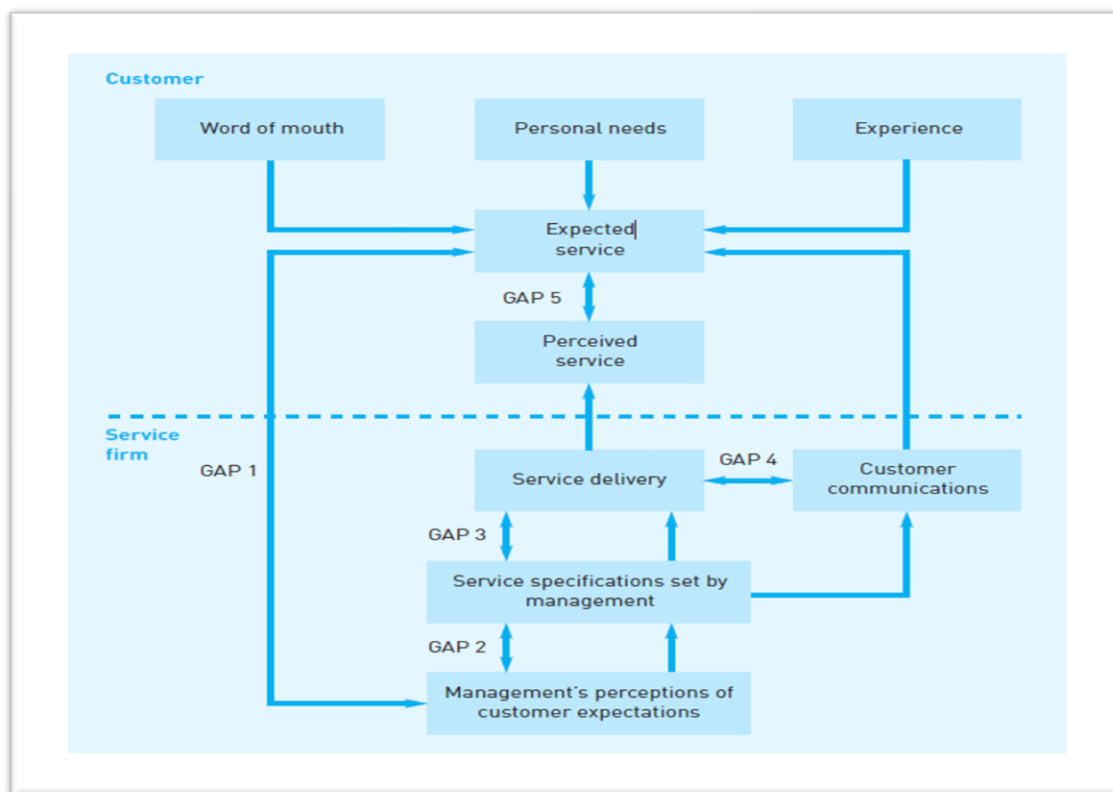 Customer
Word of mouth
Personal needs
Experience
Expected
service
GAP 5
Perceived
service
Service
firm
GAP 1
Service delivery
GAP 4
Customer
communications
GAP 3
Service specifications set by
management
GAP 2
Management's perceptions of
customer expectations